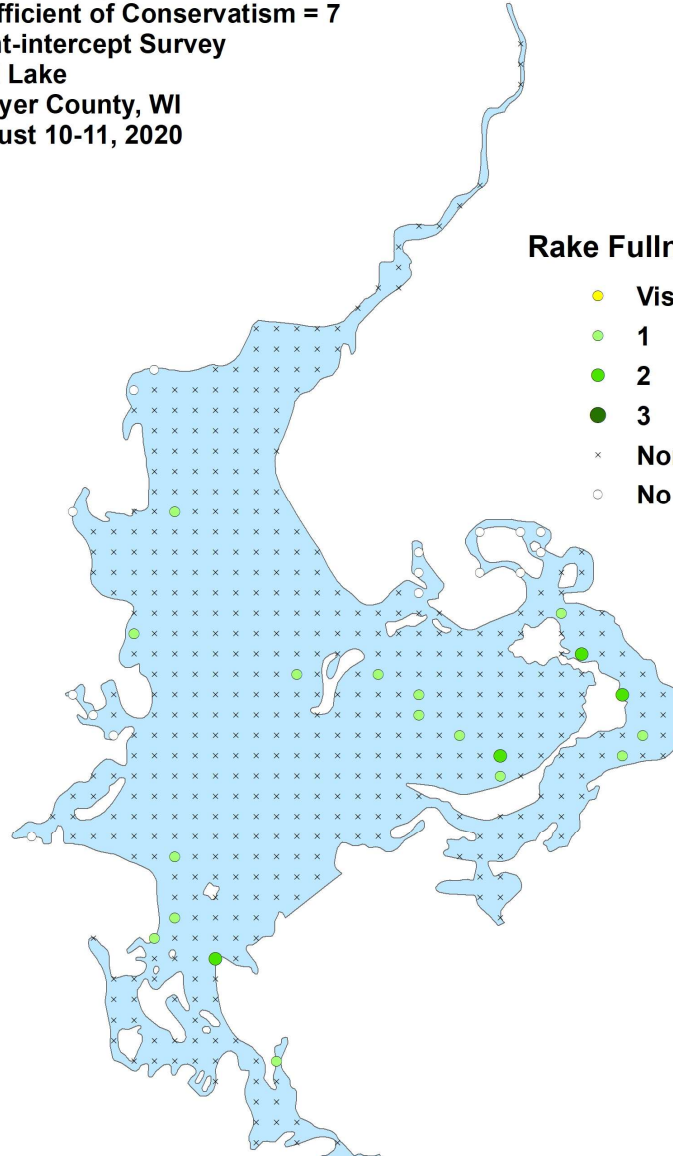 fficient of Conservatism = 7
nt-intercept Survey
Lake
yer County, WI
ust 10-11, 2020
Rake Fulln
Vis
1
2
3
Non
No